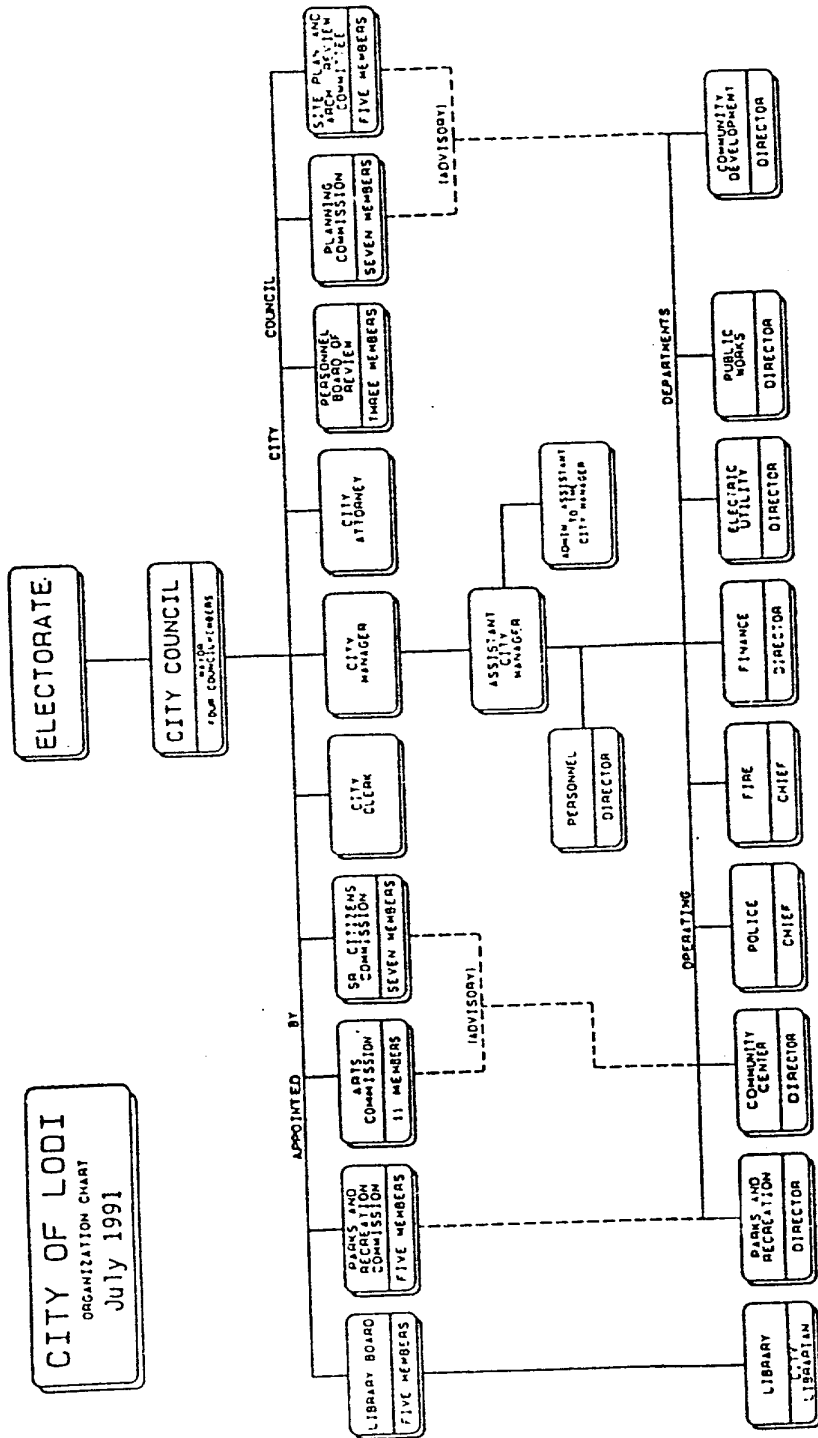 CITY OF LODI
ORGANIZATION CHART
July 1991
ELECTORATE
CITY COUNCIL
MAYOR
FOUR COUNCILMEMBERS
APPOINTED BY CITY COUNCIL
LIBRARY BOARD
FIVE MEMBERS
PARKS AND
RECREATION
COMMISSION
FIVE MEMBERS
ARTS
COMMISSION
11 MEMBERS
SR CITIZENS
COMMISSION
SEVEN MEMBERS
CITY
CLERK
CITY
MANAGER
CITY
ATTORNEY
PERSONNEL
BOARD OF
REVIEW
THREE MEMBERS
PLANNING
COMMISSION
SEVEN MEMBERS
SITE PLAN AND
ARCH REVIEW
COMMITTEE
FIVE MEMBERS
(ADVISORY)
(ADVISORY)
ASSISTANT
CITY
MANAGER
ADMIN ASSISTANT
TO THE
CITY MANAGER
PERSONNEL
DIRECTOR
OPERATING DEPARTMENTS
LIBRARY
CITY
LIBRARIAN
PARKS AND
RECREATION
DIRECTOR
COMMUNITY
CENTER
DIRECTOR
POLICE
CHIEF
FIRE
CHIEF
FINANCE
DIRECTOR
ELECTRIC
UTILITY
DIRECTOR
PUBLIC
WORKS
DIRECTOR
COMMUNITY
DEVELOPMENT
DIRECTOR